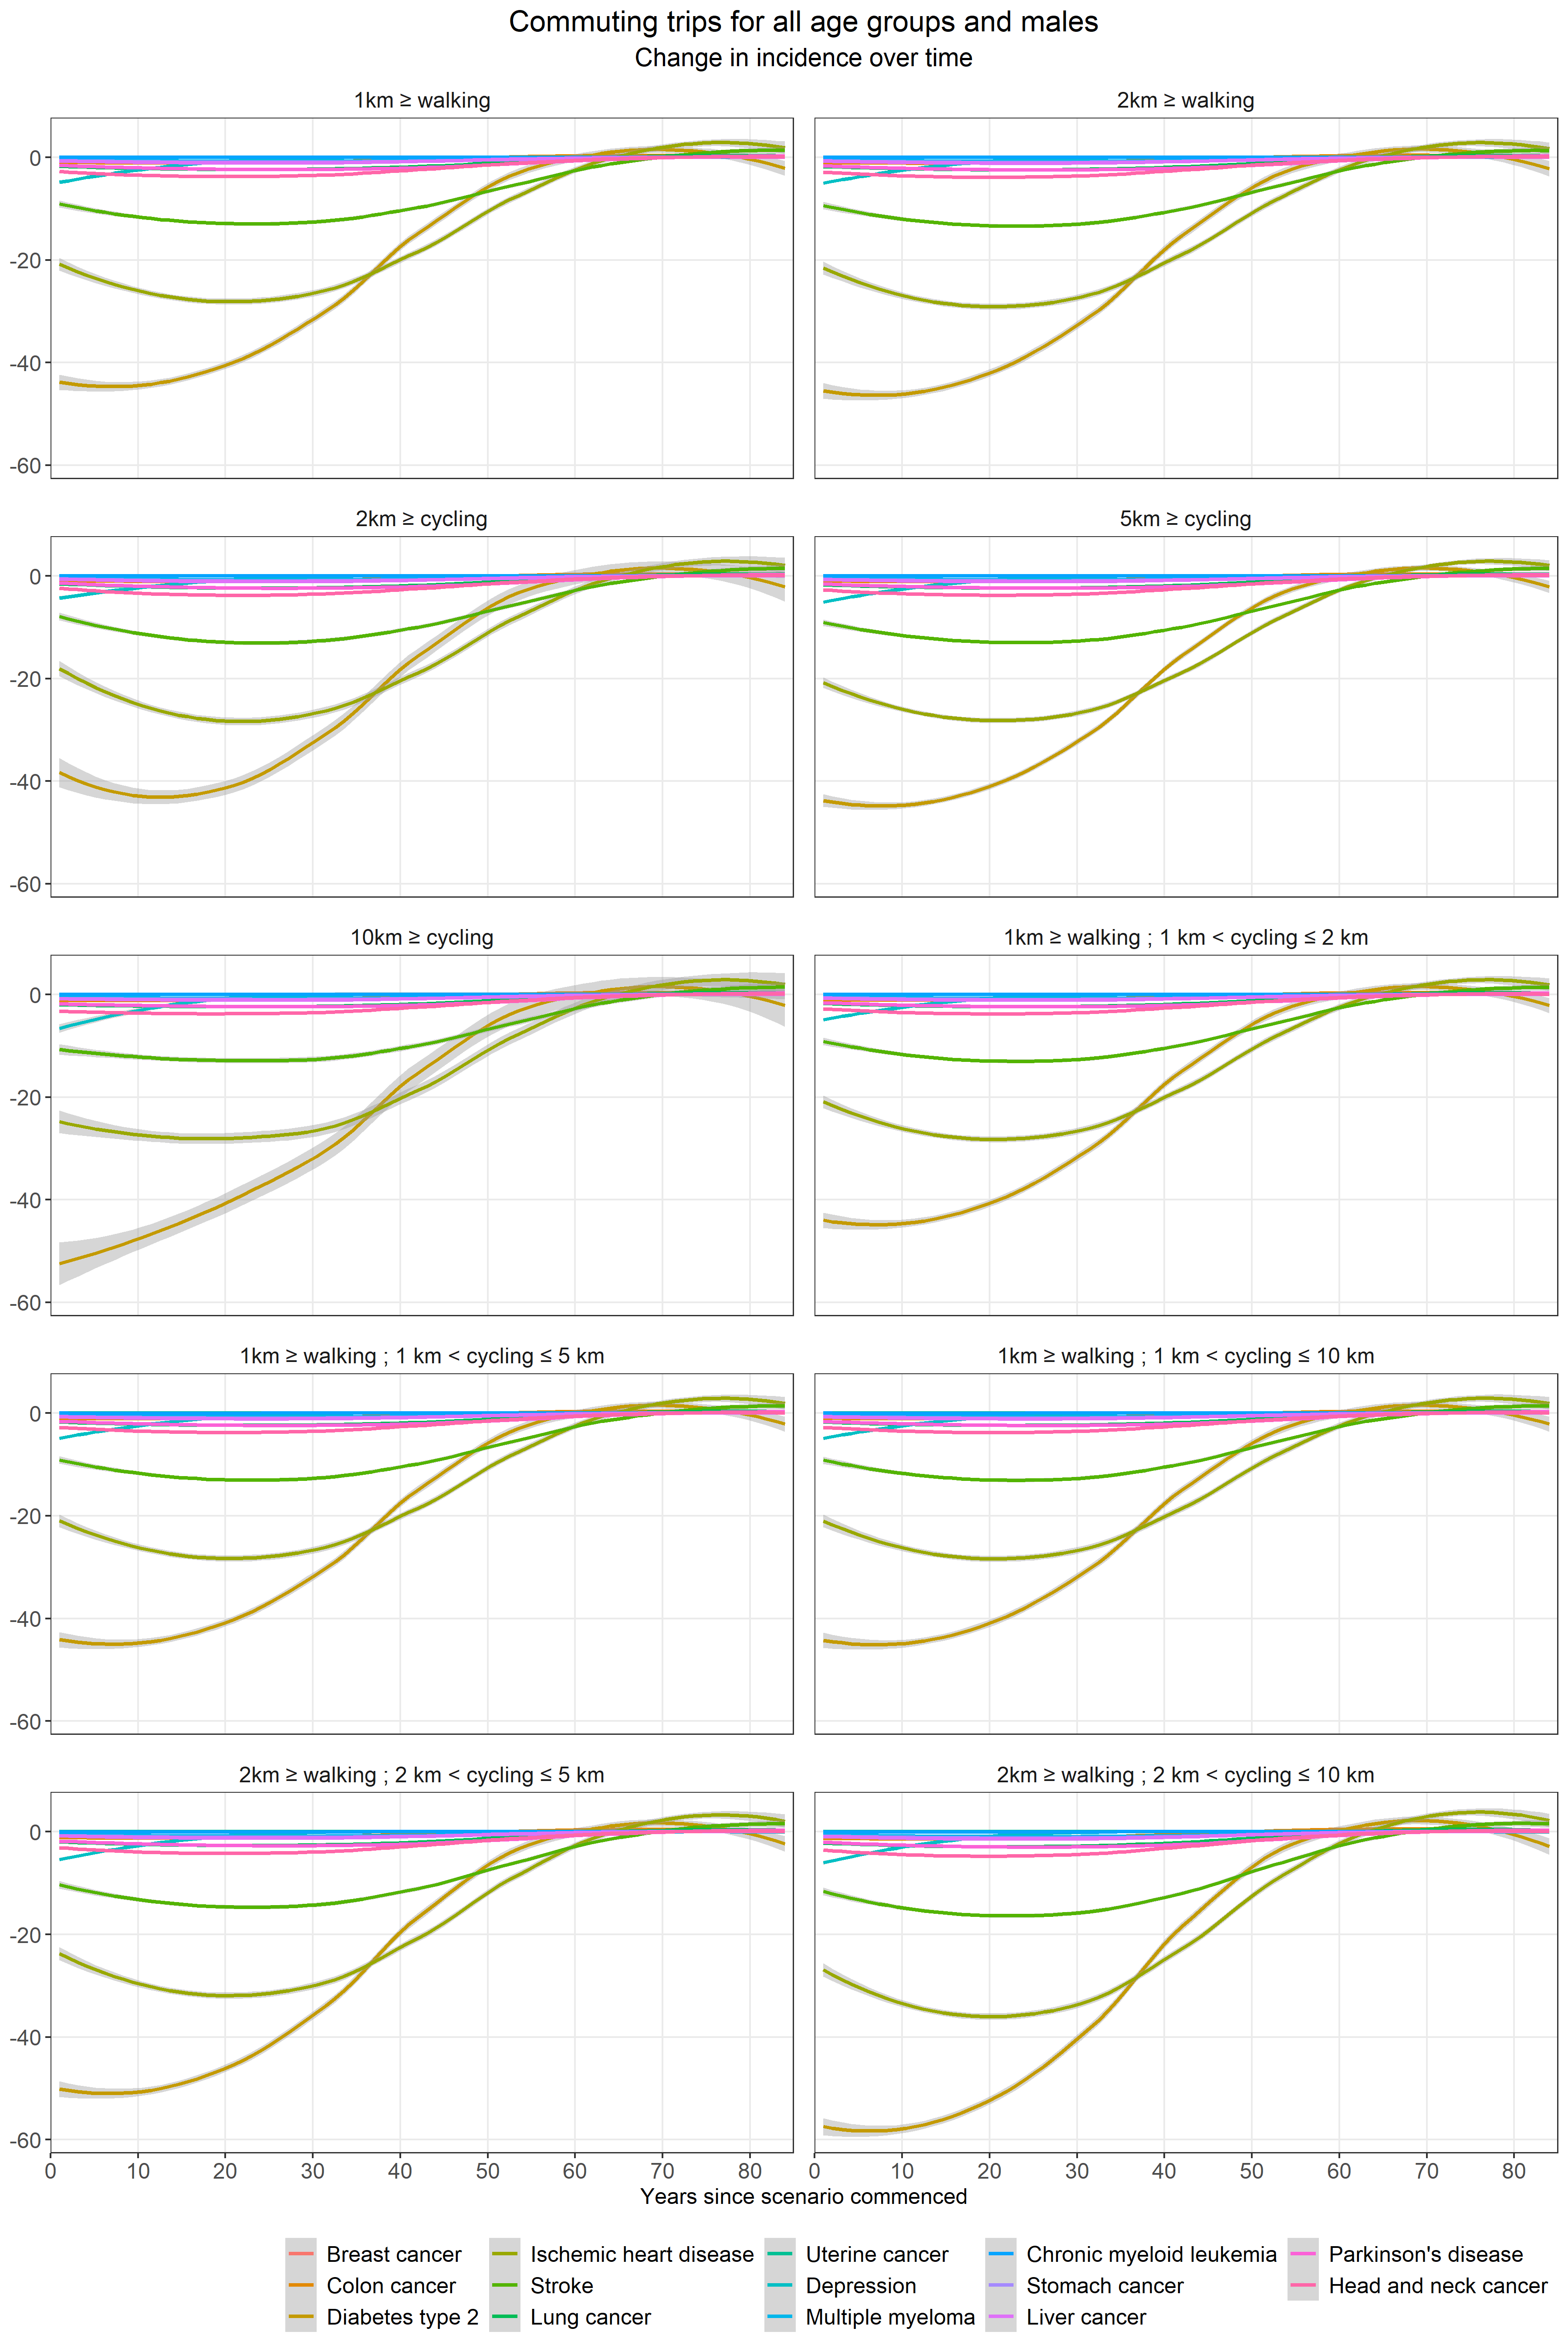 Commuting trips for all age groups and males
Change in incidence over time
1km ≥ walking
2km ≥ walking
0
-20
-40
-60
2km ≥ cycling
5km ≥ cycling
0
-20
-40
-60
10km ≥ cycling
1km ≥ walking ; 1 km < cycling ≤ 2 km
0
-20
-40
-60
1km ≥ walking ; 1 km < cycling ≤ 5 km
1km ≥ walking ; 1 km < cycling ≤ 10 km
0
-20
-40
-60
2km ≥ walking ; 2 km < cycling ≤ 5 km
2km ≥ walking ; 2 km < cycling ≤ 10 km
0
-20
-40
-60
0 10 20 30 40 50 60 70 80
0 10 20 30 40 50 60 70 80
Years since scenario commenced
Breast cancer
Colon cancer
Diabetes type 2
Ischemic heart disease
Stroke
Lung cancer
Uterine cancer
Depression
Multiple myeloma
Chronic myeloid leukemia
Stomach cancer
Liver cancer
Parkinson's disease
Head and neck cancer